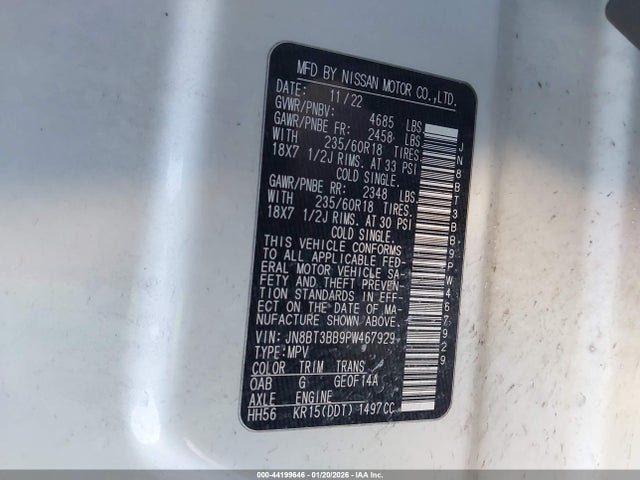 MFD BY NISSAN MOTOR CO.,LTD.
DATE: 11/22
GVWR/PNBV: 4685 LBS
GAWR/PNBE FR: 2458 LBS
WITH 235/60R18 TIRES.
18X7 1/2J RIMS. AT 33 PSI
COLD SINGLE.
GAWR/PNBE RR: 2348 LBS
WITH 235/60R18 TIRES.
18X7 1/2J RIMS. AT 30 PSI
COLD SINGLE.
THIS VEHICLE CONFORMS
TO ALL APPLICABLE FED-
ERAL MOTOR VEHICLE SA-
FETY AND THEFT PREVEN-
TION STANDARDS IN EFF-
ECT ON THE DATE OF MA-
NUFACTURE SHOWN ABOVE.
VIN: JN8BT3BB9PW467929
TYPE:MPV
COLOR TRIM TRANS
QAB G GE0F14A
AXLE ENGINE
HH56 KR15(DDT) 1497CC
JN8BT3BB9PW467929
000-44199646 | 01/20/2026 | IAA Inc.